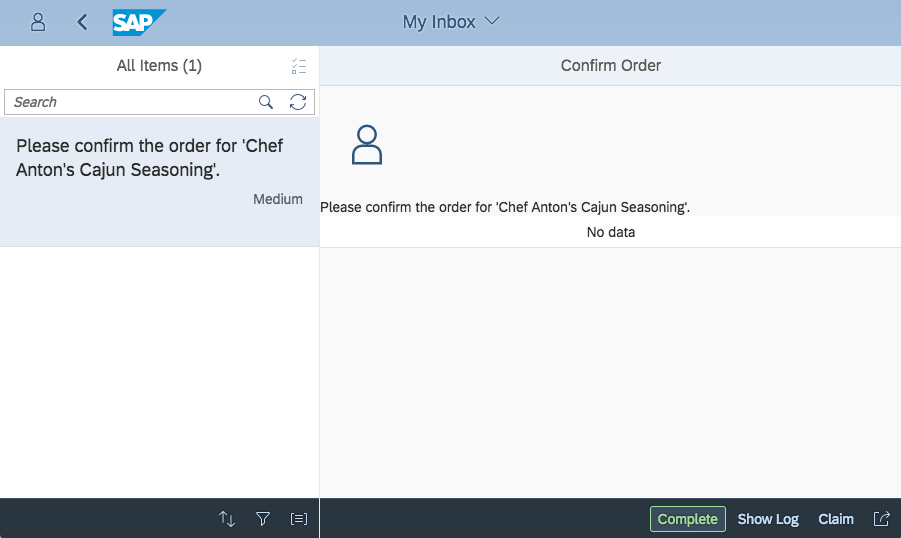 SAP
My Inbox
All Items (1)
Search
Please confirm the order for 'Chef
Anton's Cajun Seasoning'.
Medium
Confirm Order
Please confirm the order for 'Chef Anton's Cajun Seasoning'.
No data
Complete
Show Log
Claim